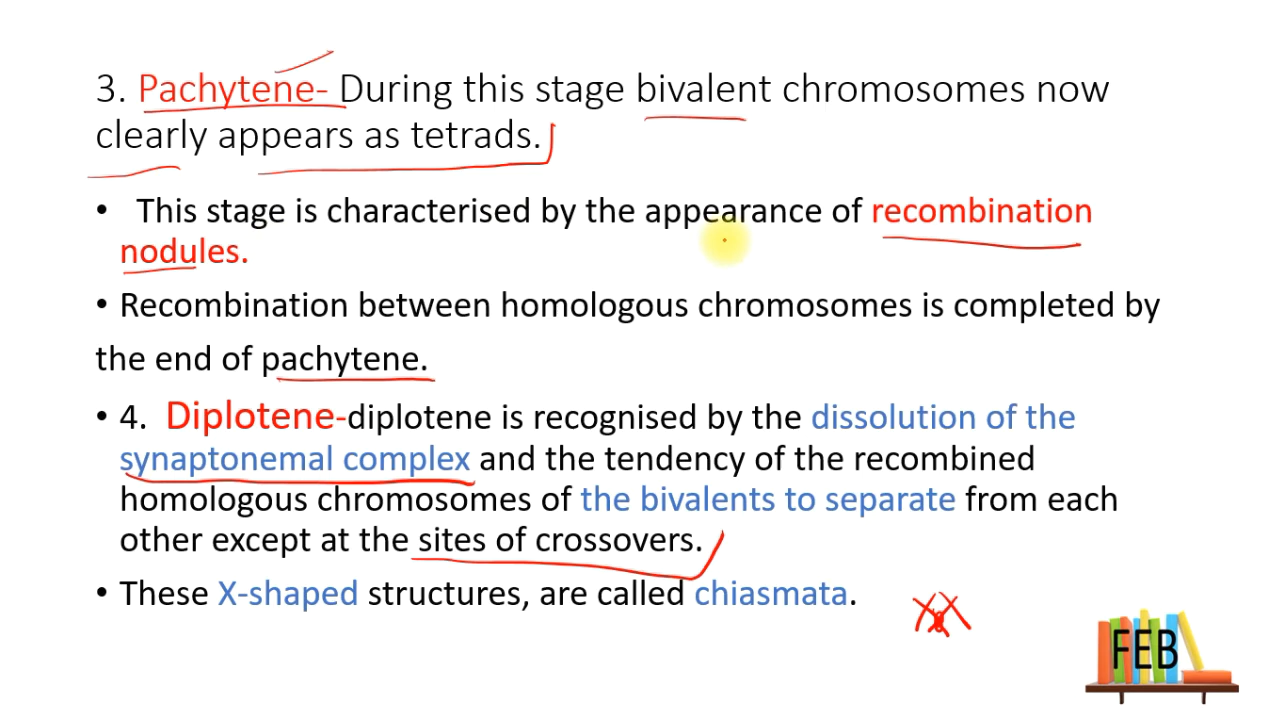 3. Pachytene- During this stage bivalent chromosomes now
clearly appears as tetrads.
• This stage is characterised by the appearance of recombination
nodules.
• Recombination between homologous chromosomes is completed by
the end of pachytene.
• 4. Diplotene-diplotene is recognised by the dissolution of the
synaptonemal complex and the tendency of the recombined
homologous chromosomes of the bivalents to separate from each
other except at the sites of crossovers.
• These X-shaped structures, are called chiasmata.
FEB